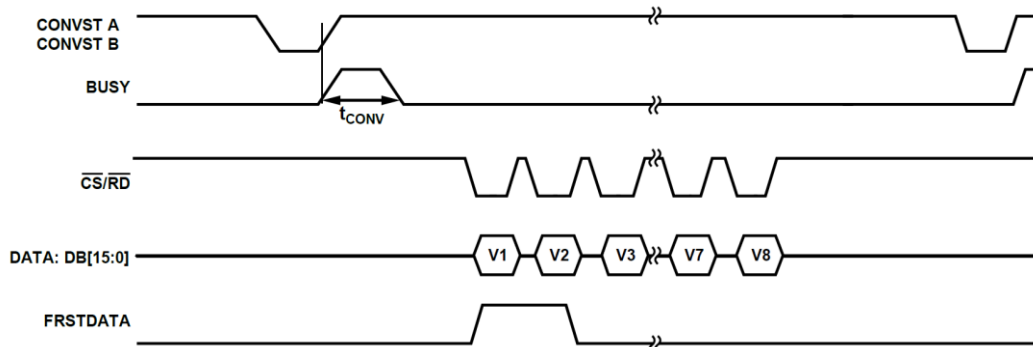 CONVST A
CONVST B
BUSY
tCONV
CS/RD
DATA: DB[15:0]
V1
V2
V3
V7
V8
FRSTDATA